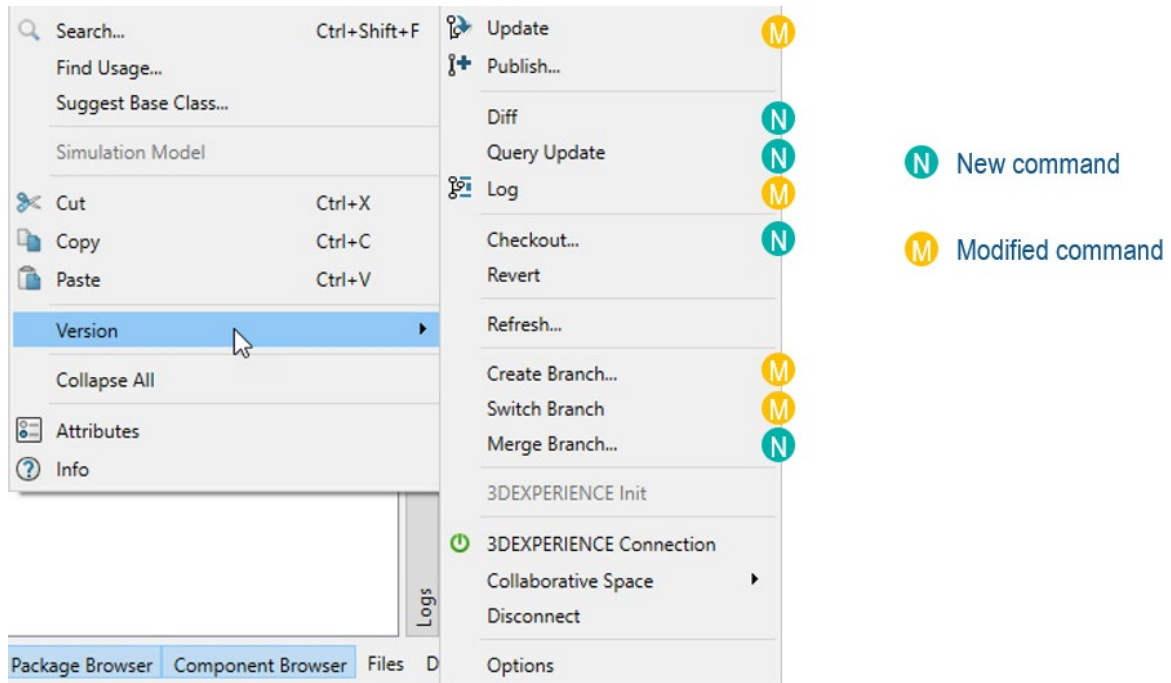 Search... Ctrl+Shift+F
Find Usage...
Suggest Base Class...
Simulation Model
Cut Ctrl+X
Copy Ctrl+C
Paste Ctrl+V
Version
Collapse All
Attributes
Info
Logs
Package Browser Component Browser Files D
Update M
Publish...
Diff N
Query Update N
Log M
Checkout... N
Revert
Refresh...
Create Branch... M
Switch Branch M
Merge Branch... N
3DEXPERIENCE Init
3DEXPERIENCE Connection
Collaborative Space
Disconnect
Options
N New command
M Modified command